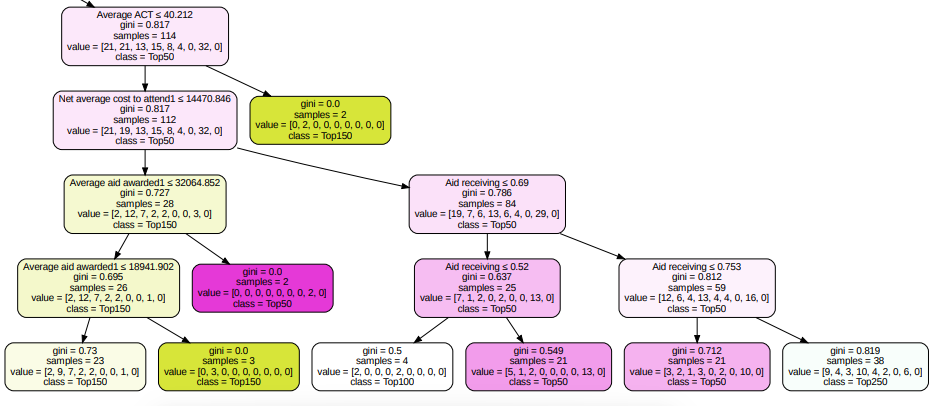 Average ACT ≤ 40.212
gini = 0.817
samples = 114
value = [21, 21, 13, 15, 8, 4, 0, 32, 0]
class = Top50
Net average cost to attend1 ≤ 14470.846
gini = 0.817
samples = 112
value = [21, 19, 13, 15, 8, 4, 0, 32, 0]
class = Top50
gini = 0.0
samples = 2
value = [0, 2, 0, 0, 0, 0, 0, 0, 0]
class = Top150
Average aid awarded1 ≤ 32064.852
gini = 0.727
samples = 28
value = [2, 12, 7, 2, 2, 0, 0, 3, 0]
class = Top150
Aid receiving ≤ 0.69
gini = 0.786
samples = 84
value = [19, 7, 6, 13, 6, 4, 0, 29, 0]
class = Top50
Average aid awarded1 ≤ 18941.902
gini = 0.695
samples = 26
value = [2, 12, 7, 2, 2, 0, 0, 1, 0]
class = Top150
gini = 0.0
samples = 2
value = [0, 0, 0, 0, 0, 0, 0, 2, 0]
class = Top50
Aid receiving ≤ 0.52
gini = 0.637
samples = 25
value = [7, 1, 2, 0, 2, 0, 0, 13, 0]
class = Top50
Aid receiving ≤ 0.753
gini = 0.812
samples = 59
value = [12, 6, 4, 13, 4, 4, 0, 16, 0]
class = Top50
gini = 0.73
samples = 23
value = [2, 9, 7, 2, 2, 0, 0, 1, 0]
class = Top150
gini = 0.0
samples = 3
value = [0, 3, 0, 0, 0, 0, 0, 0, 0]
class = Top150
gini = 0.5
samples = 4
value = [2, 0, 0, 0, 2, 0, 0, 0, 0]
class = Top100
gini = 0.549
samples = 21
value = [5, 1, 2, 0, 0, 0, 0, 13, 0]
class = Top50
gini = 0.712
samples = 21
value = [3, 2, 1, 3, 0, 2, 0, 10, 0]
class = Top50
gini = 0.819
samples = 38
value = [9, 4, 3, 10, 4, 2, 0, 6, 0]
class = Top250